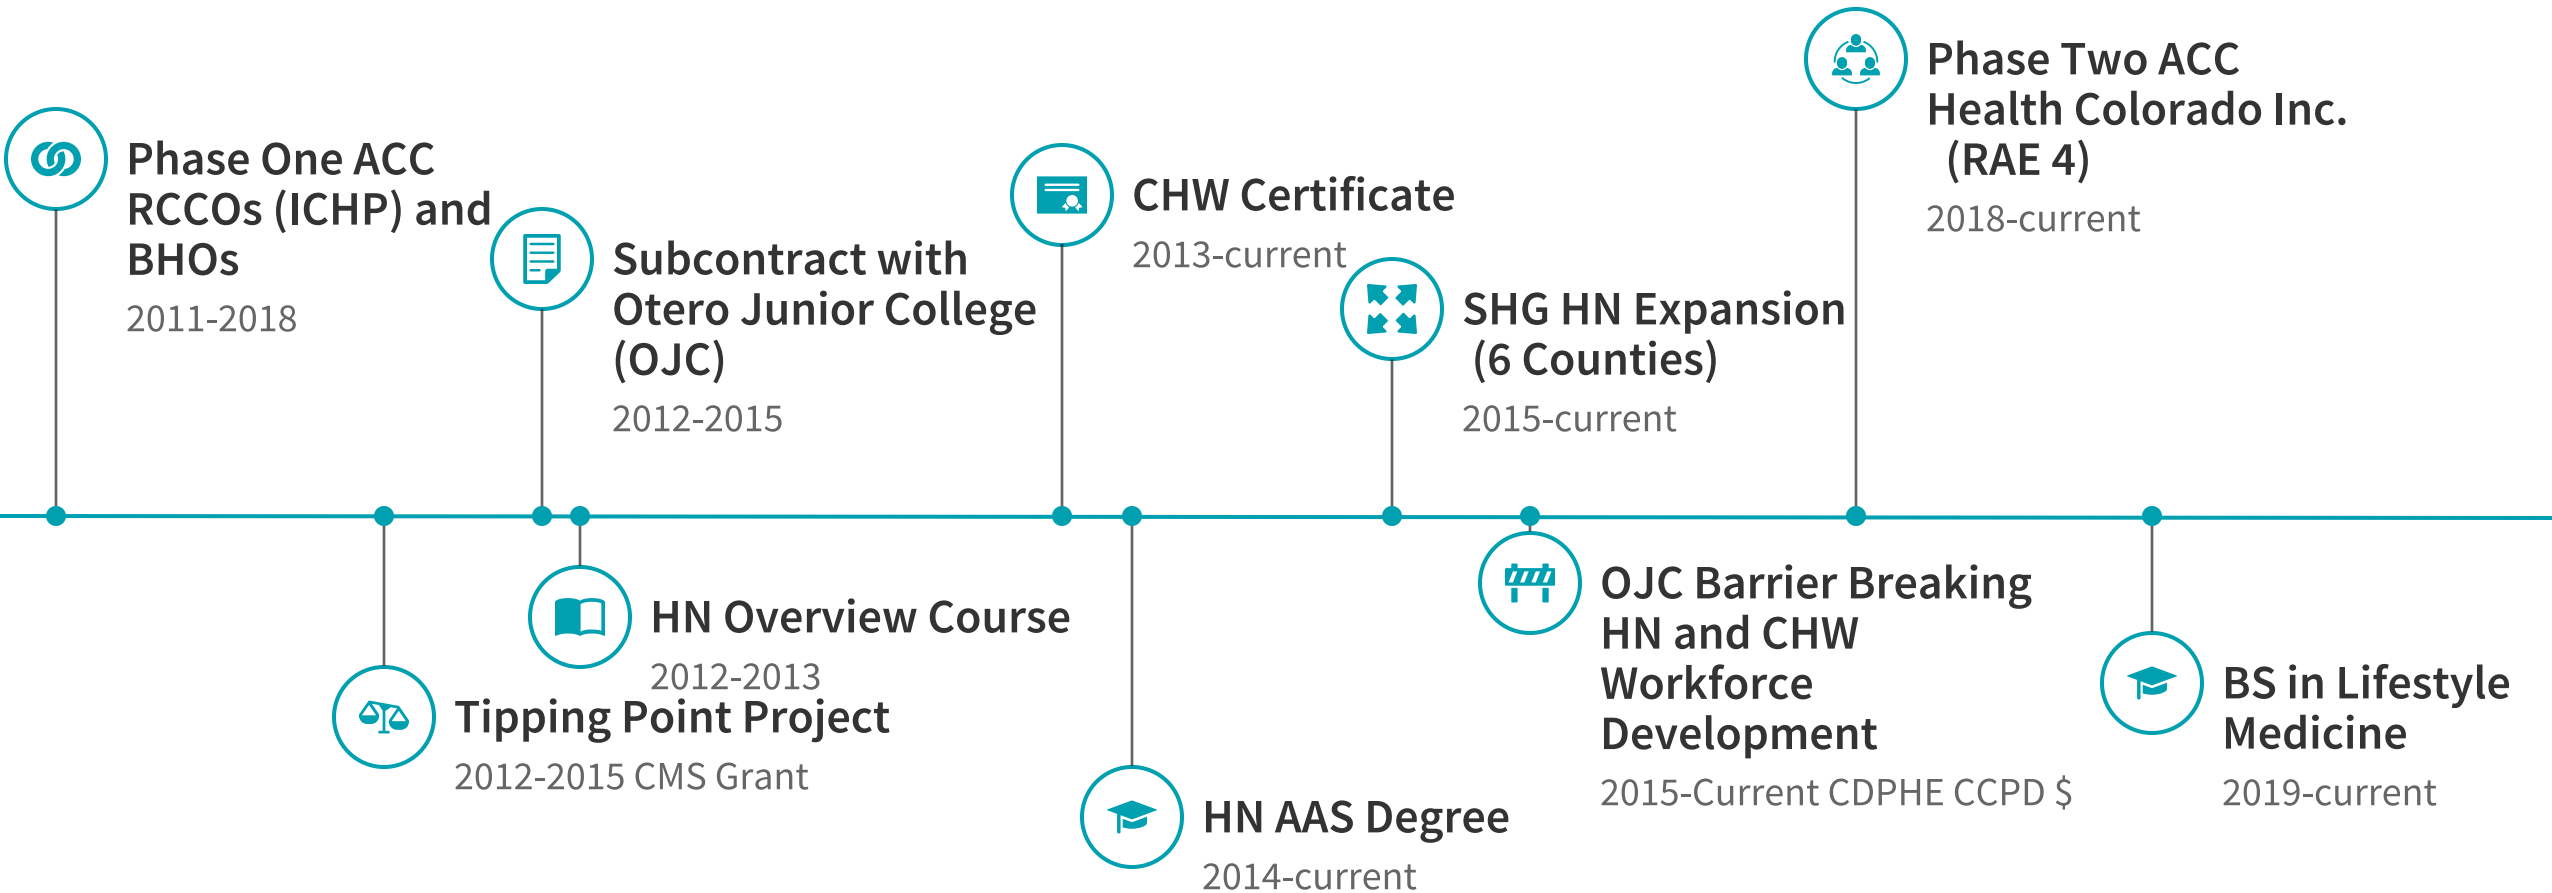 Phase One ACC
RCCOs (ICHP) and
BHOs
2011-2018
Tipping Point Project
2012-2015 CMS Grant
Subcontract with
Otero Junior College
(OJC)
2012-2015
HN Overview Course
2012-2013
CHW Certificate
2013-current
HN AAS Degree
2014-current
SHG HN Expansion
(6 Counties)
2015-current
OJC Barrier Breaking
HN and CHW
Workforce
Development
2015-Current CDPHE CCPD $
Phase Two ACC
Health Colorado Inc.
(RAE 4)
2018-current
BS in Lifestyle
Medicine
2019-current